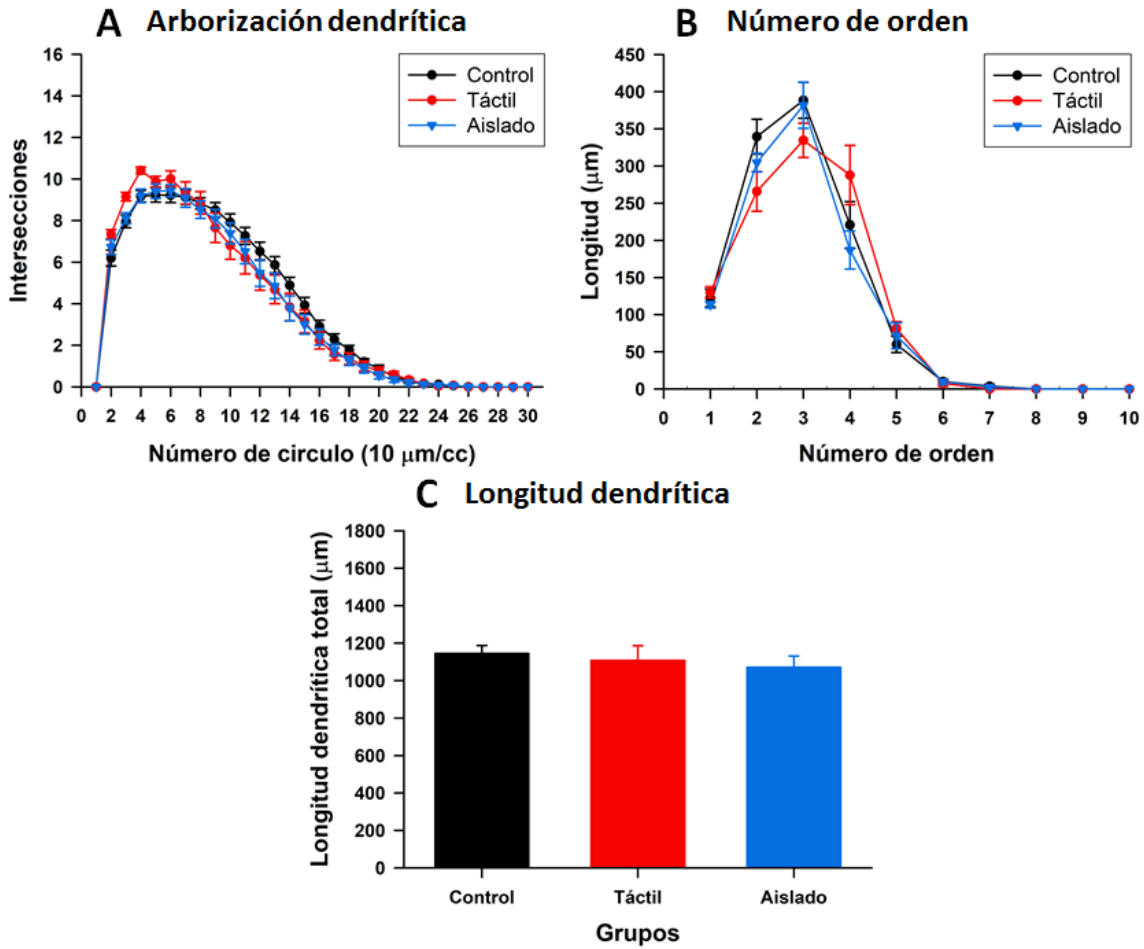 A Arborización dendrítica
16
14
12
10
8
6
4
2
0
Intersecciones
Control
Táctil
Aislado
0 2 4 6 8 10 12 14 16 18 20 22 24 26 28 30
Número de circulo (10 μm/cc)
B Número de orden
450
400
350
300
250
200
150
100
50
0
Longitud (μm)
Control
Táctil
Aislado
0 1 2 3 4 5 6 7 8 9 10
Número de orden
C Longitud dendrítica
1800
1600
1400
1200
1000
800
600
400
200
0
Longitud dendrítica total (μm)
Control Táctil Aislado
Grupos